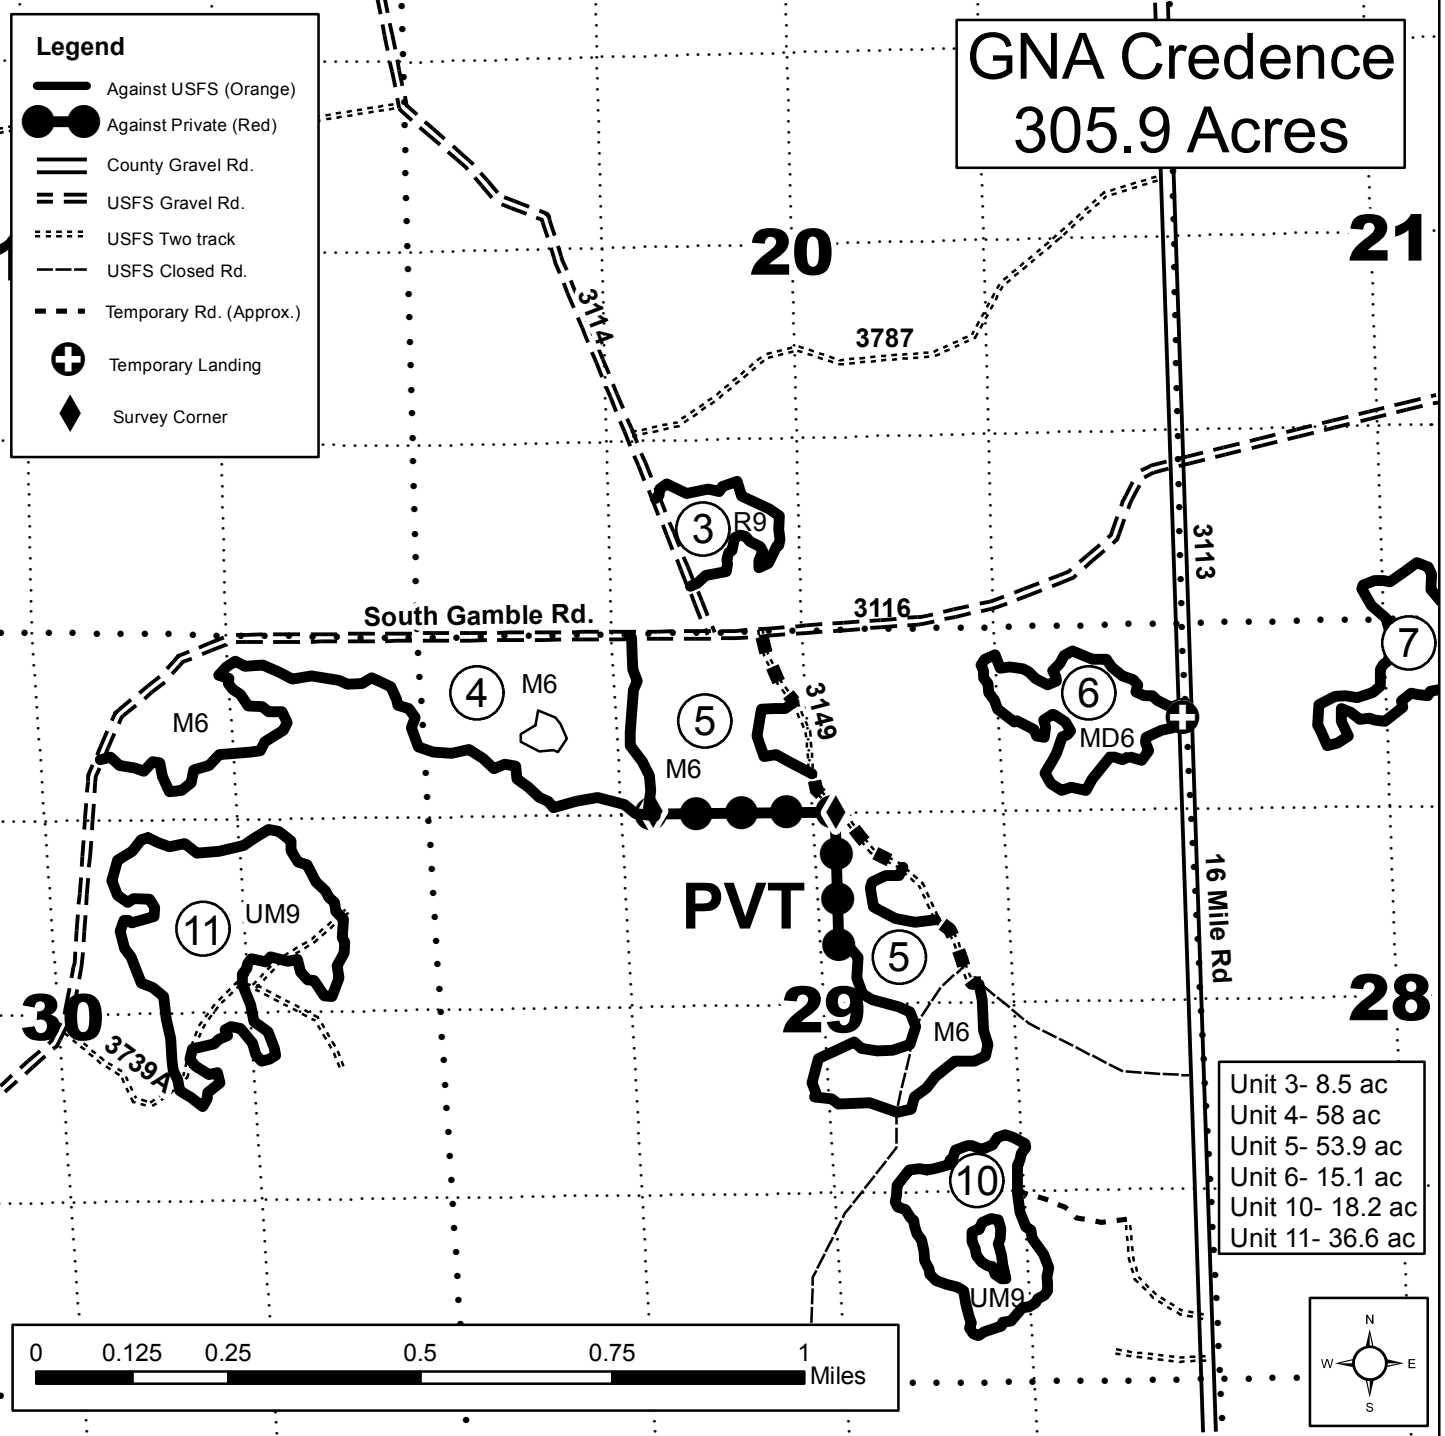 Legend
Against USFS (Orange)
Against Private (Red)
County Gravel Rd.
USFS Gravel Rd.
USFS Two track
USFS Closed Rd.
Temporary Rd. (Approx.)
Temporary Landing
Survey Corner
GNA Credence
305.9 Acres
20
21
3114
3787
3
R9
3113
South Gamble Rd.
3116
7
4
M6
M6
5
M6
3149
6
MD6
16 Mile Rd
PVT
11
UM9
5
30
29
28
M6
3739A
Unit 3- 8.5 ac
Unit 4- 58 ac
Unit 5- 53.9 ac
Unit 6- 15.1 ac
Unit 10- 18.2 ac
Unit 11- 36.6 ac
10
UM9
0 0.125 0.25 0.5 0.75 1
Miles
N
W E
S